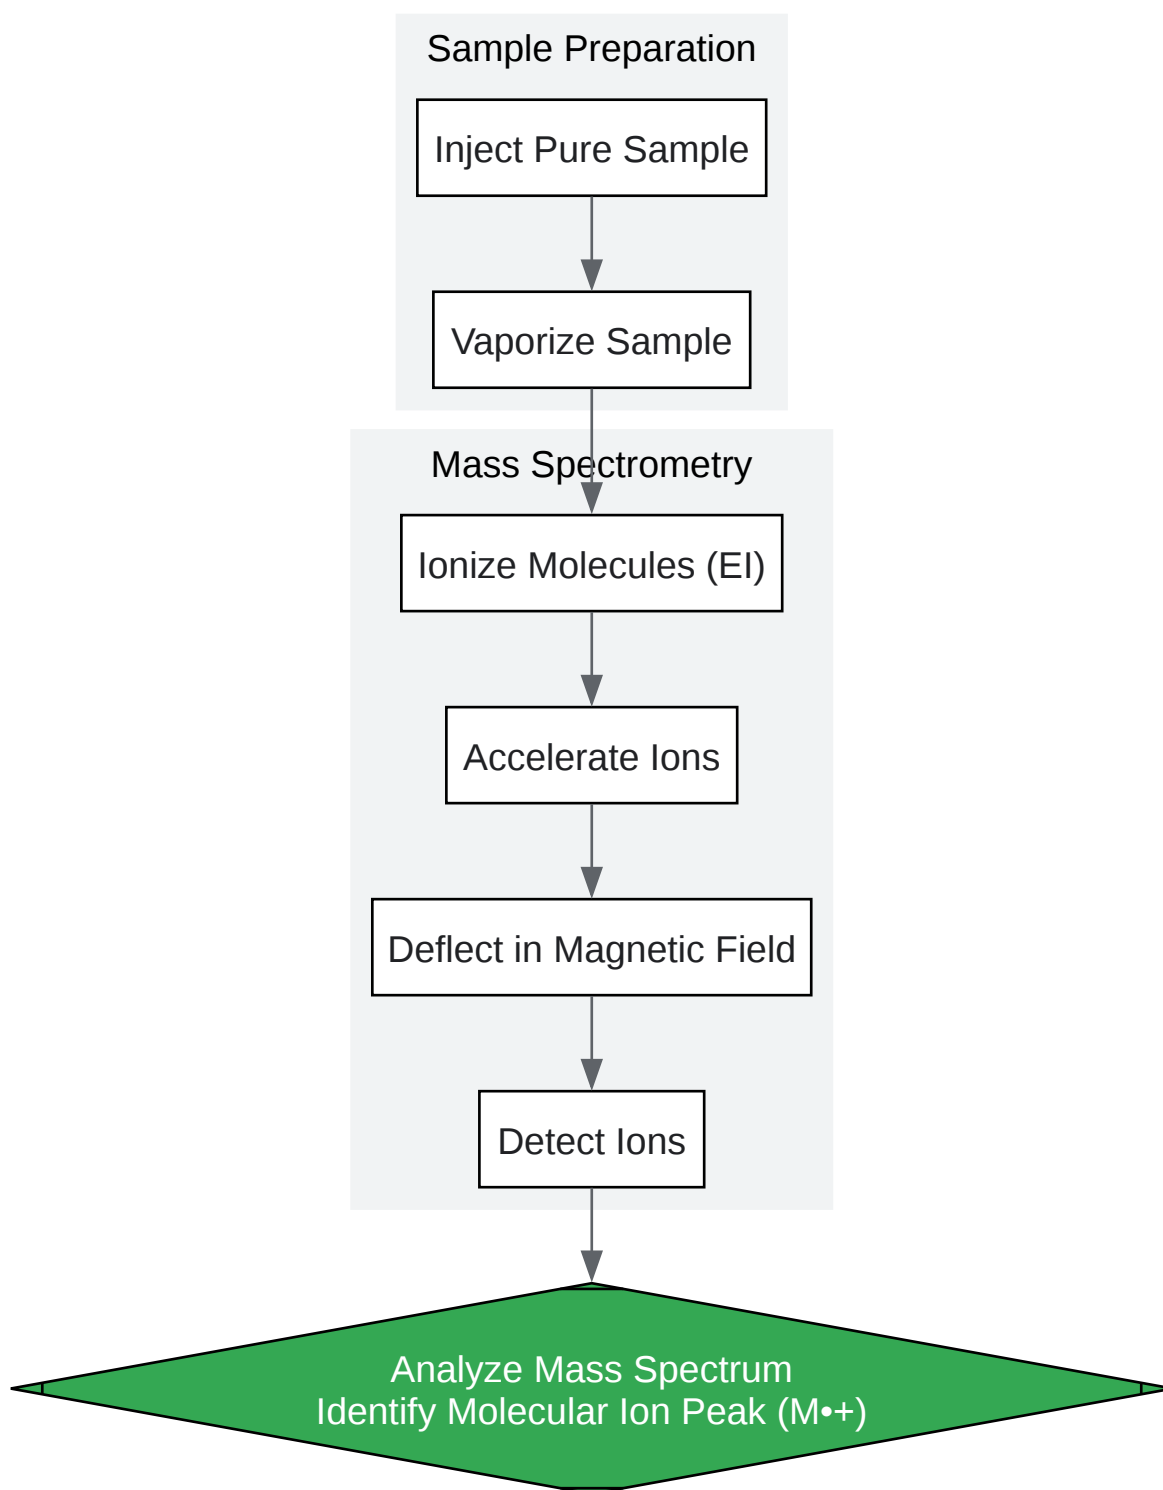 Sample Preparation
Inject Pure Sample
Vaporize Sample
Mass Spectrometry
Ionize Molecules (EI)
Accelerate Ions
Deflect in Magnetic Field
Detect Ions
Analyze Mass Spectrum
Identify Molecular Ion Peak (M•+)